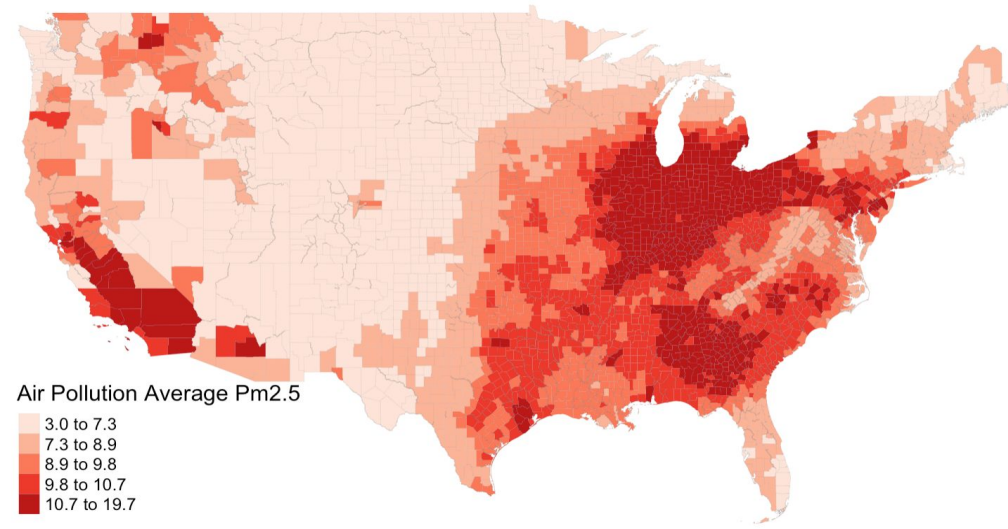 Air Pollution Average Pm2.5
3.0 to 7.3
7.3 to 8.9
8.9 to 9.8
9.8 to 10.7
10.7 to 19.7